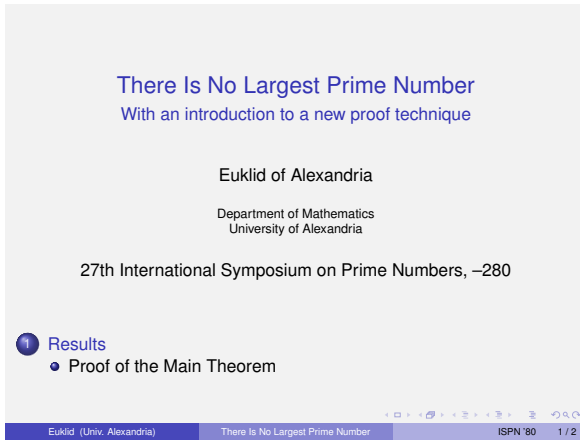 There Is No Largest Prime Number
With an introduction to a new proof technique
Euklid of Alexandria
Department of Mathematics
University of Alexandria
27th International Symposium on Prime Numbers, –280
1 Results
Proof of the Main Theorem
Euklid (Univ. Alexandria) There Is No Largest Prime Number ISPN '80 1 / 2